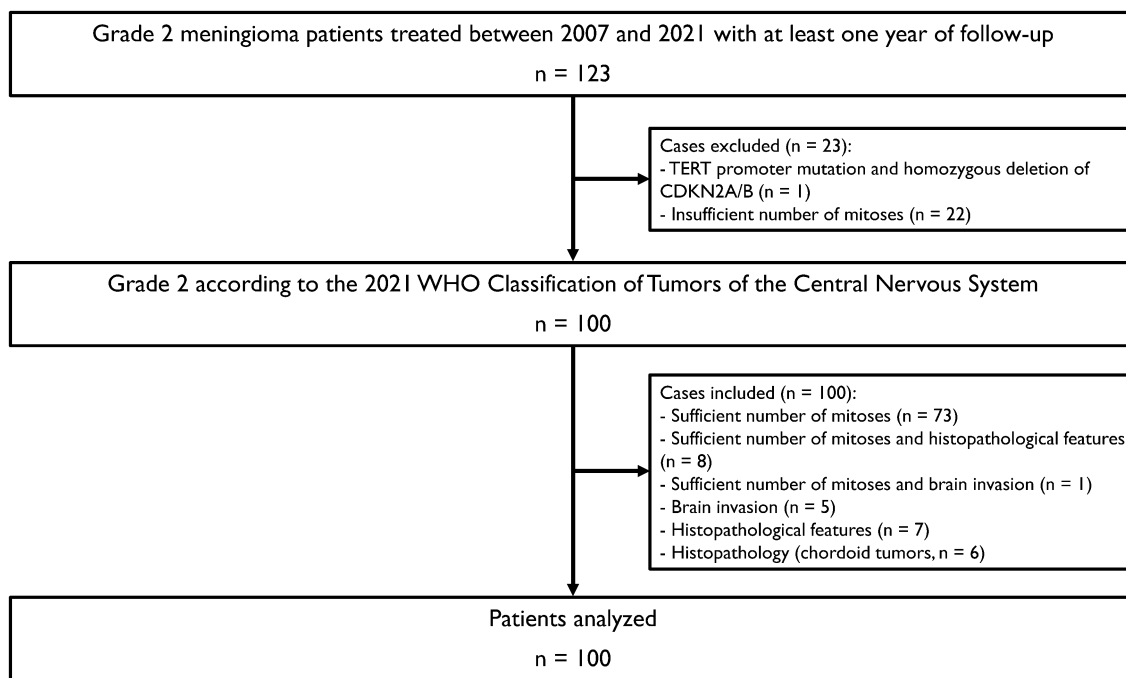 Grade 2 meningioma patients treated between 2007 and 2021 with at least one year of follow-up
n = 123
Cases excluded (n = 23):
- TERT promoter mutation and homozygous deletion of
CDKN2A/B (n = 1)
- Insufficient number of mitoses (n = 22)
Grade 2 according to the 2021 WHO Classification of Tumors of the Central Nervous System
n = 100
Cases included (n = 100):
- Sufficient number of mitoses (n = 73)
- Sufficient number of mitoses and histopathological features
(n = 8)
- Sufficient number of mitoses and brain invasion (n = 1)
- Brain invasion (n = 5)
- Histopathological features (n = 7)
- Histopathology (chordoid tumors, n = 6)
Patients analyzed
n = 100